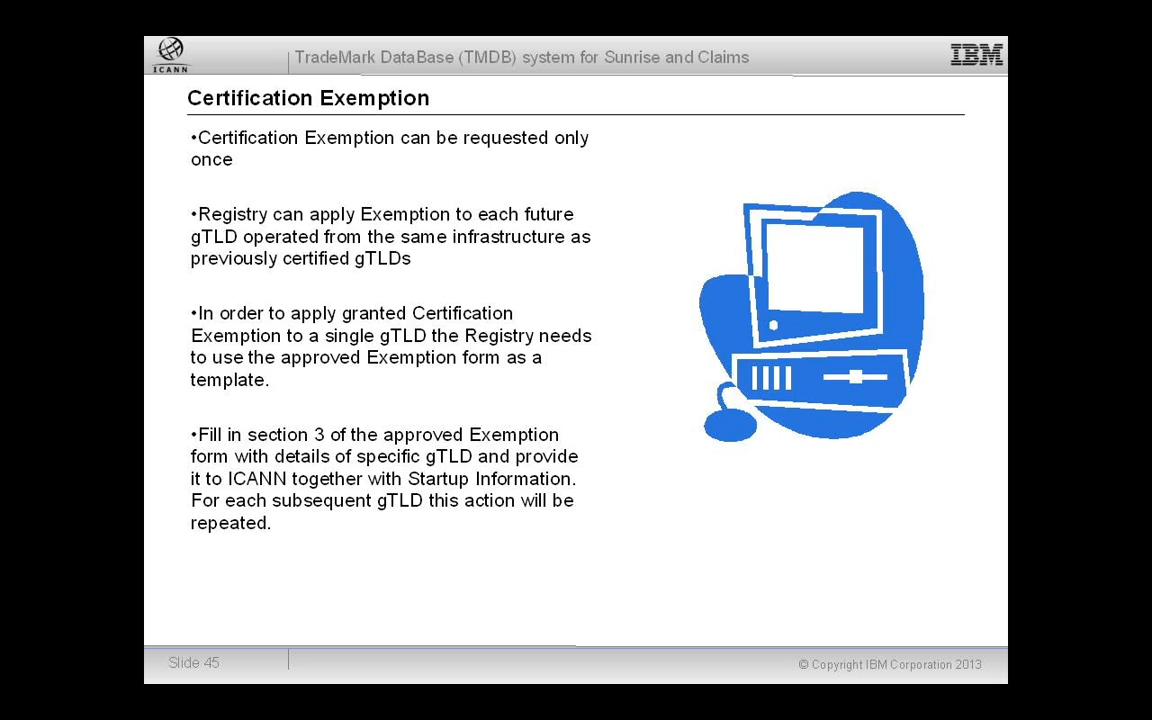 ICANN
TradeMark DataBase (TMDB) system for Sunrise and Claims
IBM
Certification Exemption
•Certification Exemption can be requested only
once
•Registry can apply Exemption to each future
gTLD operated from the same infrastructure as
previously certified gTLDs
•In order to apply granted Certification
Exemption to a single gTLD the Registry needs
to use the approved Exemption form as a
template.
•Fill in section 3 of the approved Exemption
form with details of specific gTLD and provide
it to ICANN together with Startup Information.
For each subsequent gTLD this action will be
repeated.
Slide 45
© Copyright IBM Corporation 2013